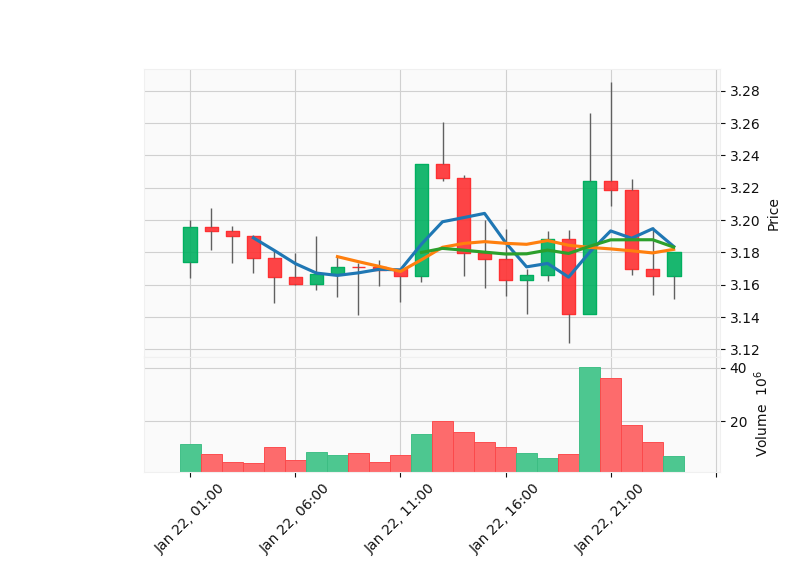 3.28
3.26
3.24
3.22
3.20
3.18
3.16
3.14
3.12
Price
40
20
Volume 10^6
Jan 22, 01:00
Jan 22, 06:00
Jan 22, 11:00
Jan 22, 16:00
Jan 22, 21:00